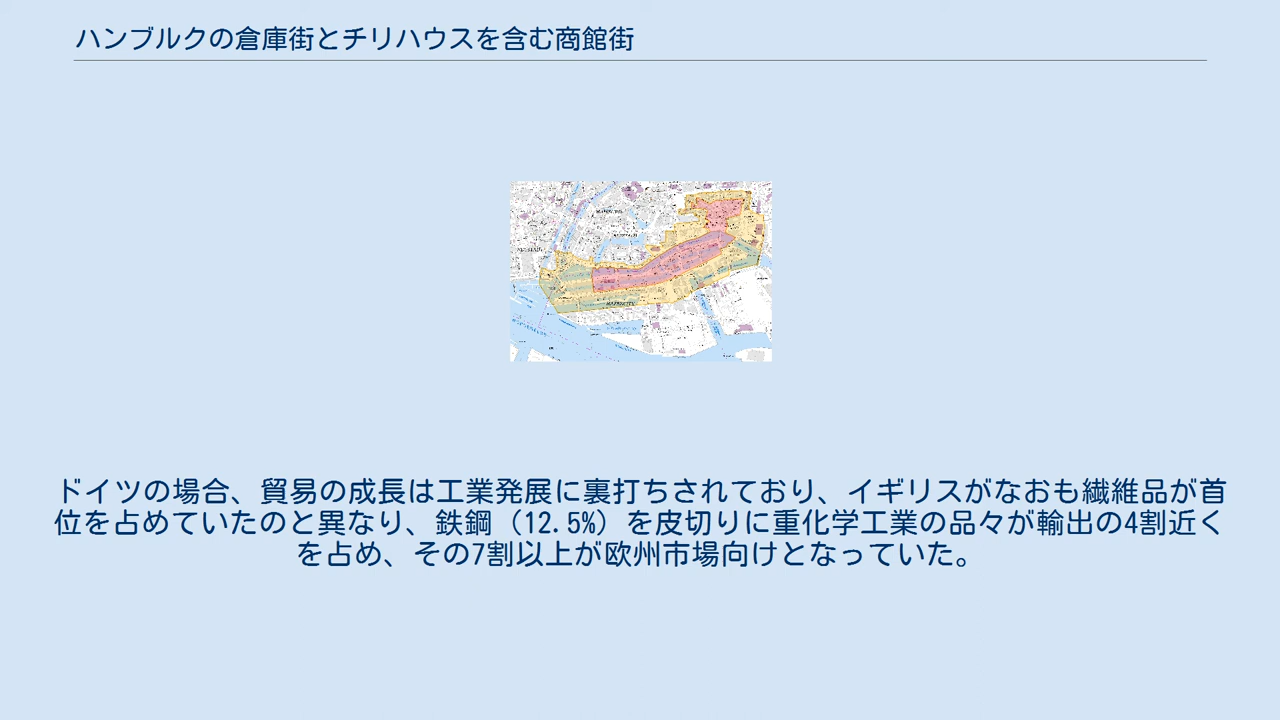 ハンブルクの倉庫街とチリハウスを含む商館街
ドイツの場合、貿易の成長は工業発展に裏打ちされており、イギリスがなおも繊維品が首
位を占めていたのと異なり、鉄鋼（12.5%）を皮切りに重化学工業の品々が輸出の4割近く
を占め、その7割以上が欧州市場向けとなっていた。